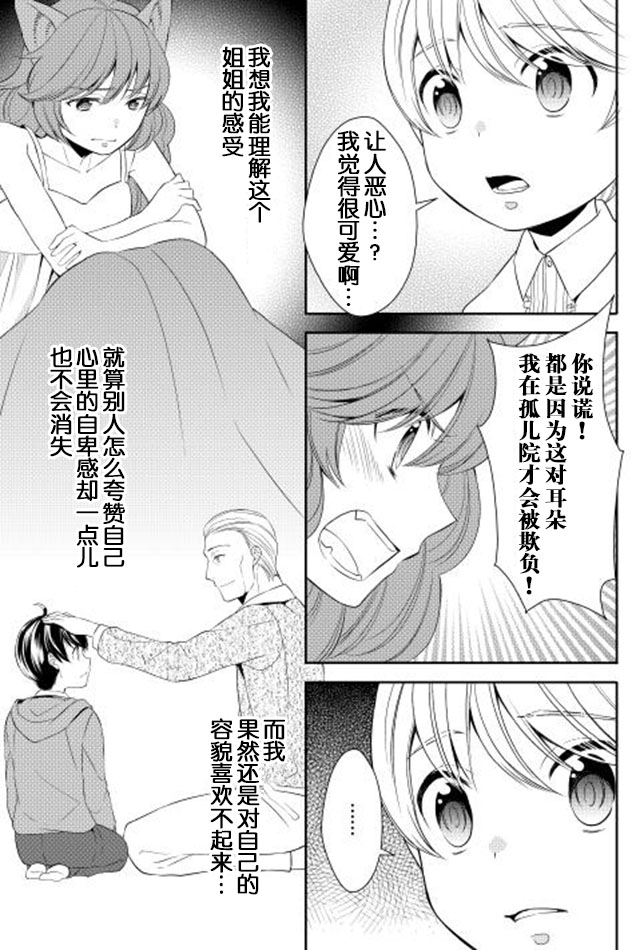 让人恶心…?
我觉得很可爱啊…
你说谎!
都是因为这对耳朵
我在孤儿院才会被欺负!
……
我想我能理解这个
姐姐的感受
就算别人怎么夸赞自己
心里的自卑感却一点儿
也不会消失
而我
果然还是对自己的
容貌喜欢不起来…